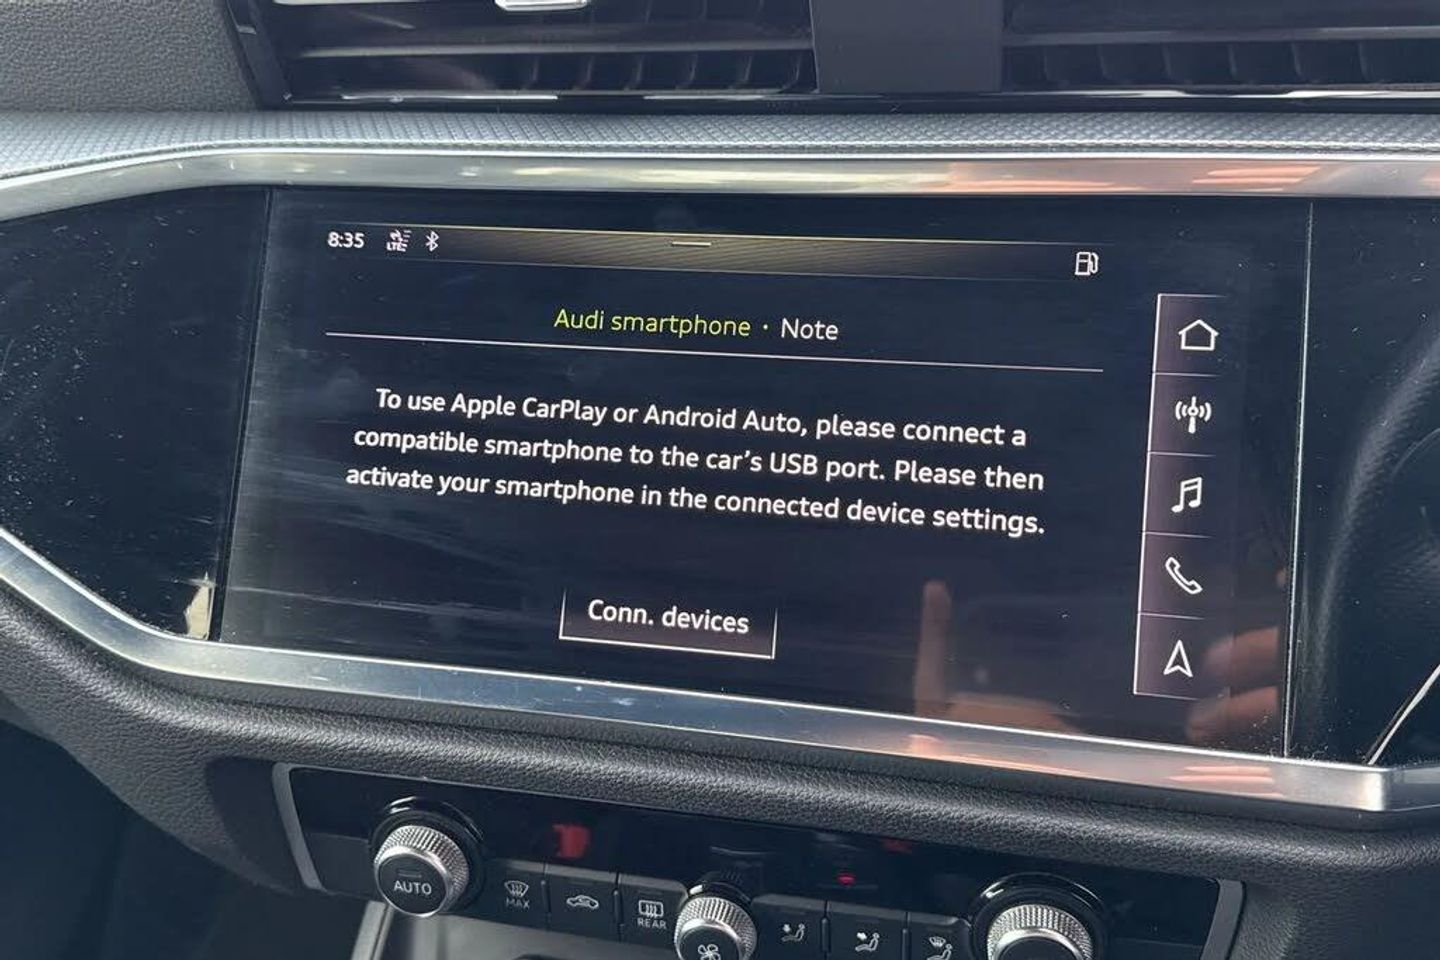 8:35 LTE
Audi smartphone · Note
To use Apple CarPlay or Android Auto, please connect a
compatible smartphone to the car's USB port. Please then
activate your smartphone in the connected device settings.
Conn. devices
AUTO
MAX
REAR